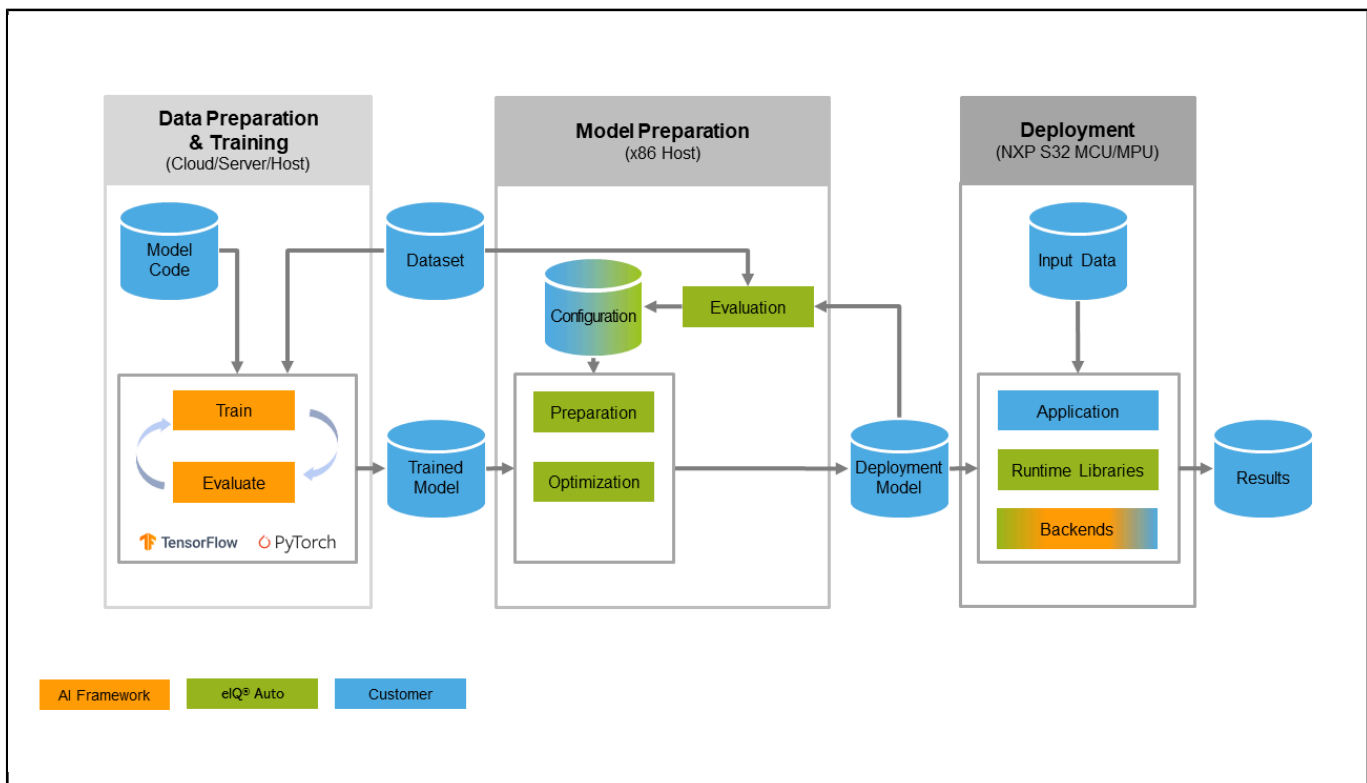 Data Preparation
& Training
(Cloud/Server/Host)
Model Preparation
(x86 Host)
Deployment
(NXP S32 MCU/MPU)
Model
Code
Dataset
Configuration
Evaluation
Input Data
Train
Evaluate
TensorFlow
PyTorch
Trained
Model
Preparation
Optimization
Deployment
Model
Application
Runtime Libraries
Backends
Results
AI Framework
eIQ® Auto
Customer